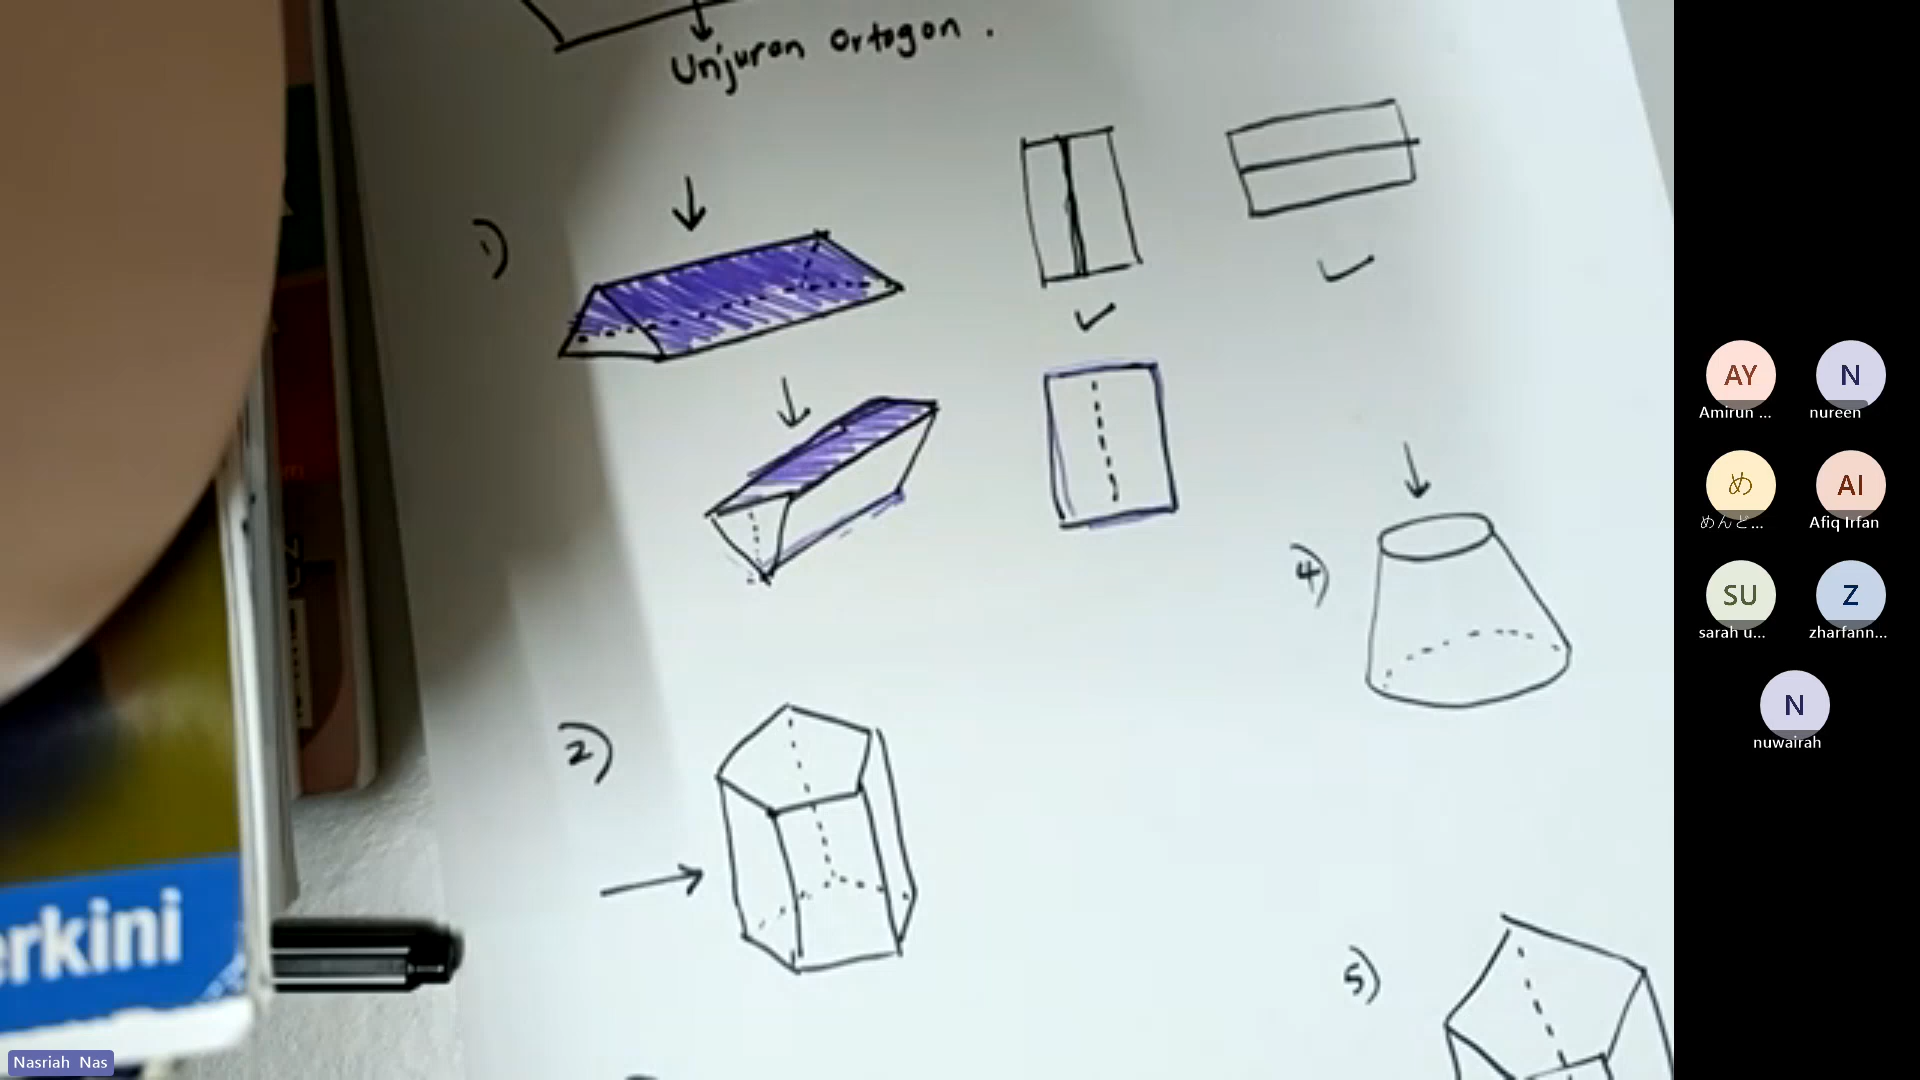 Unjuran Ortogon.
1)
2)
4)
5)
erkini
AY
Amirun ...
N
nureen
め
めんど...
AI
Afiq Irfan
SU
sarah u...
Z
zharfann...
N
nuwairah
Nasriah Nas